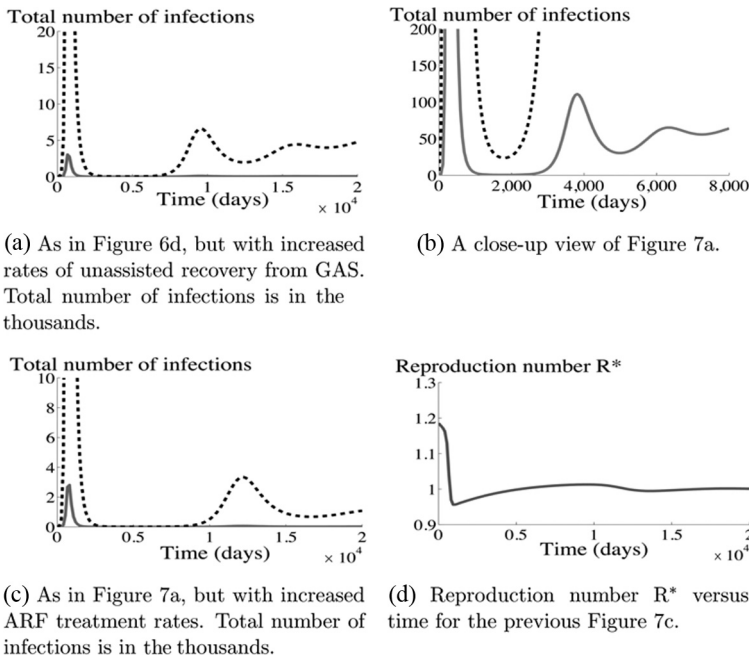 Total number of infections
20
15
10
5
0
0 0.5 1 1.5 2
Time (days)
× 10⁴
(a) As in Figure 6d, but with increased
rates of unassisted recovery from GAS.
Total number of infections is in the
thousands.
Total number of infections
200
150
100
50
0
0 2,000 4,000 6,000 8,000
Time (days)
(b) A close-up view of Figure 7a.
Total number of infections
10
8
6
4
2
0
0 0.5 1 1.5 2
Time (days)
× 10⁴
(c) As in Figure 7a, but with increased
ARF treatment rates. Total number of
infections is in the thousands.
Reproduction number R*
1.3
1.2
1.1
1
0.9
0 0.5 1 1.5 2
Time (days)
× 10⁴
(d) Reproduction number R* versus
time for the previous Figure 7c.